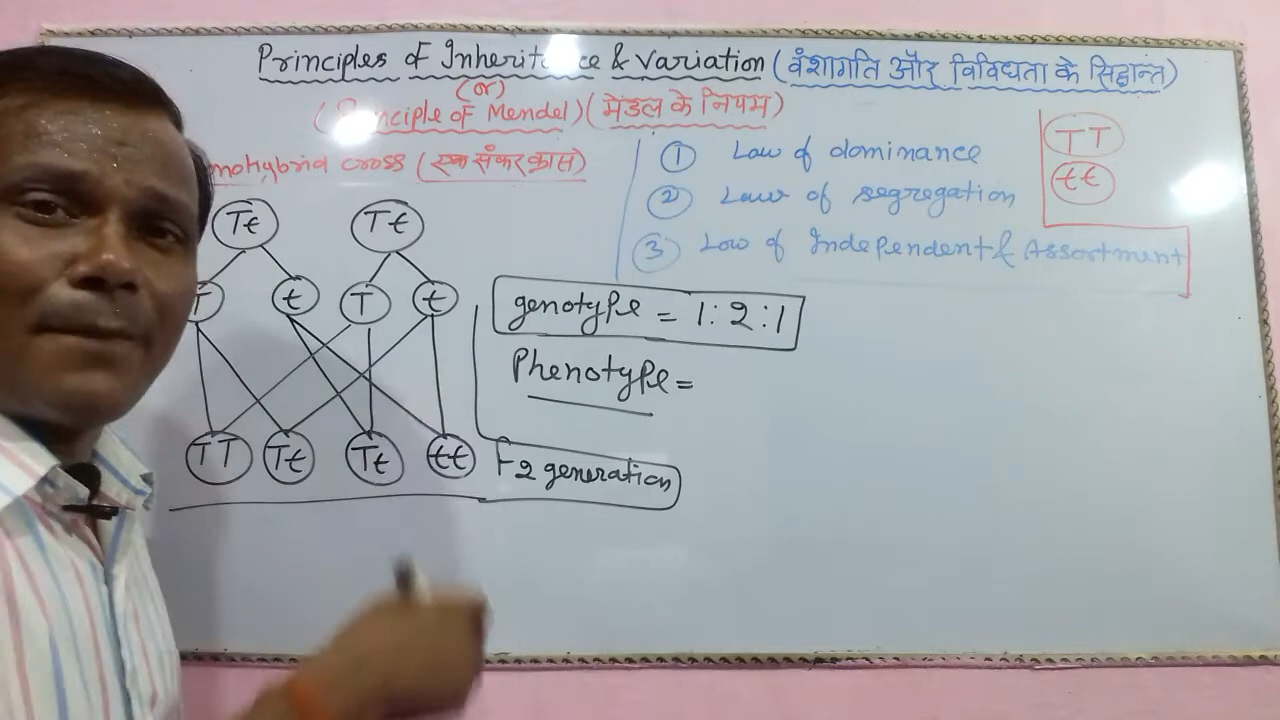 Principles of Inheritance & Variation (वंशागति और विविधता के सिद्धान्त)
(or)
Principle of Mendel) (मेंडल के नियम)
nohybrid cross (एक संकर क्रास)
① Law of dominance
② Law of segregation
③ Low of Independent & Assortment
TT
tt
Tt Tt
T t T t
TT Tt Tt tt
genotype = 1:2:1
Phenotype =
F2 generation